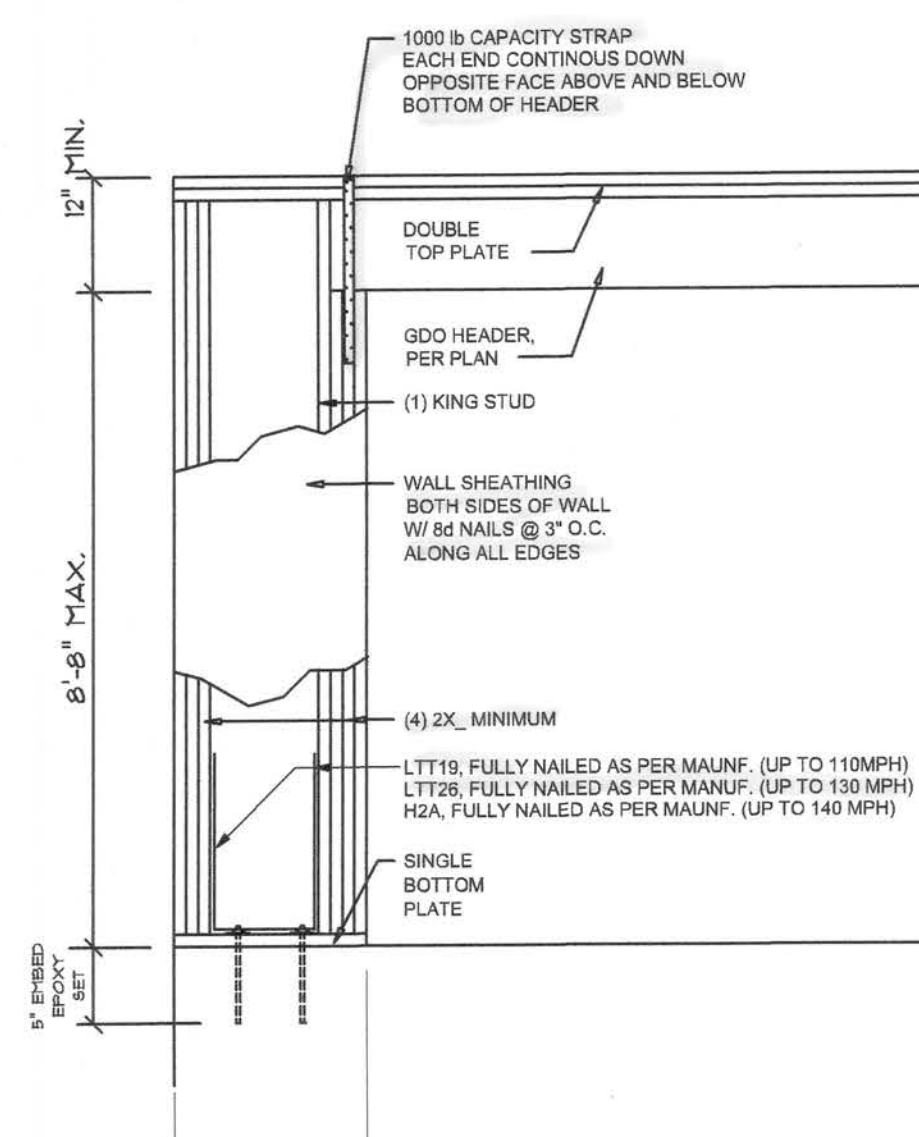 1000 lb CAPACITY STRAP
EACH END CONTINOUS DOWN
OPPOSITE FACE ABOVE AND BELOW
BOTTOM OF HEADER
12" MIN.
DOUBLE
TOP PLATE
GDO HEADER,
PER PLAN
(1) KING STUD
WALL SHEATHING
BOTH SIDES OF WALL
W/ 8d NAILS @ 3" O.C.
ALONG ALL EDGES
8'-8" MAX.
(4) 2X_ MINIMUM
LTT19, FULLY NAILED AS PER MAUNF. (UP TO 110MPH)
LTT26, FULLY NAILED AS PER MANUF. (UP TO 130 MPH)
H2A, FULLY NAILED AS PER MAUNF. (UP TO 140 MPH)
SINGLE
BOTTOM
PLATE
5" EMBED
EPOXY
SET